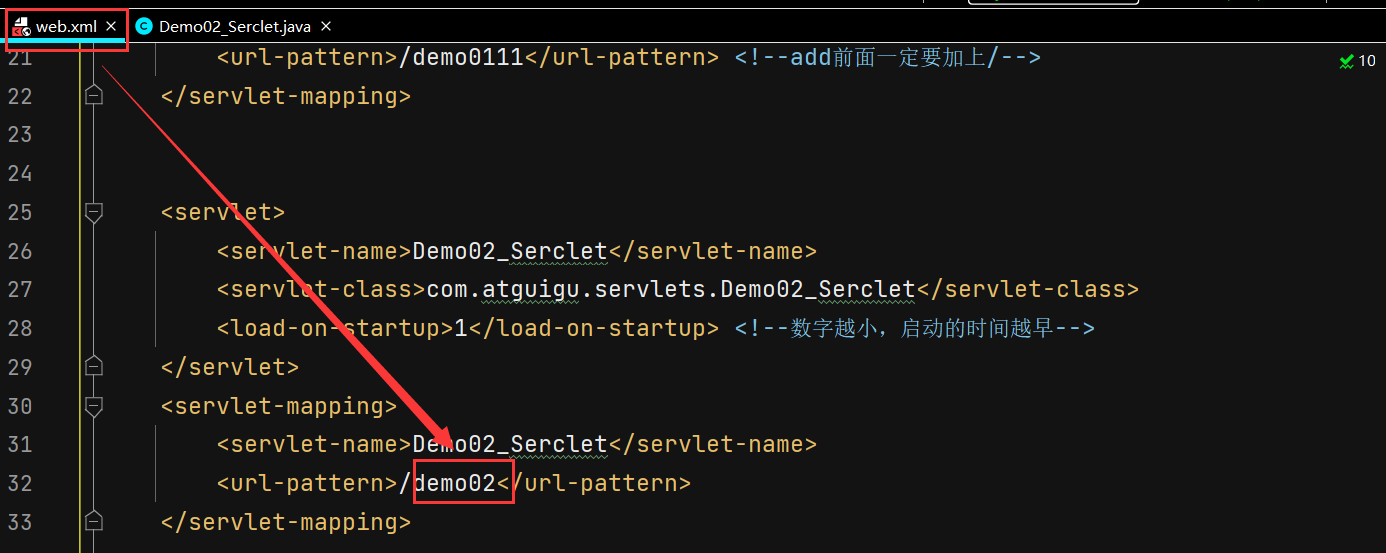 web.xml × C Demo02_Serclet.java ×
21 <url-pattern>/demo0111</url-pattern> <!--add前面一定要加上/--> 10
22 </servlet-mapping>
23
24
25 <servlet>
26 <servlet-name>Demo02_Serclet</servlet-name>
27 <servlet-class>com.atguigu.servlets.Demo02_Serclet</servlet-class>
28 <load-on-startup>1</load-on-startup> <!--数字越小，启动的时间越早-->
29 </servlet>
30 <servlet-mapping>
31 <servlet-name>Demo02_Serclet</servlet-name>
32 <url-pattern>/demo02</url-pattern>
33 </servlet-mapping>